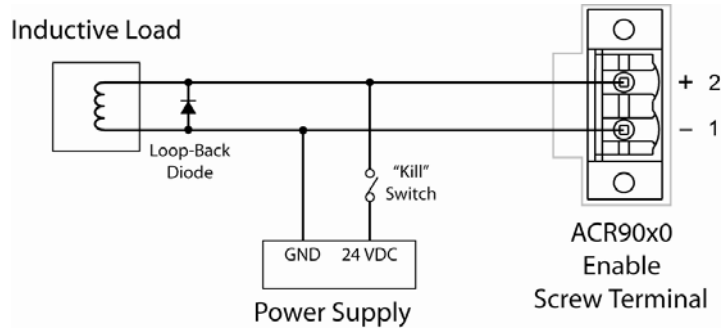 Inductive Load
+ 2
- 1
Loop-Back
Diode
"Kill"
Switch
GND 24 VDC
Power Supply
ACR90x0
Enable
Screw Terminal